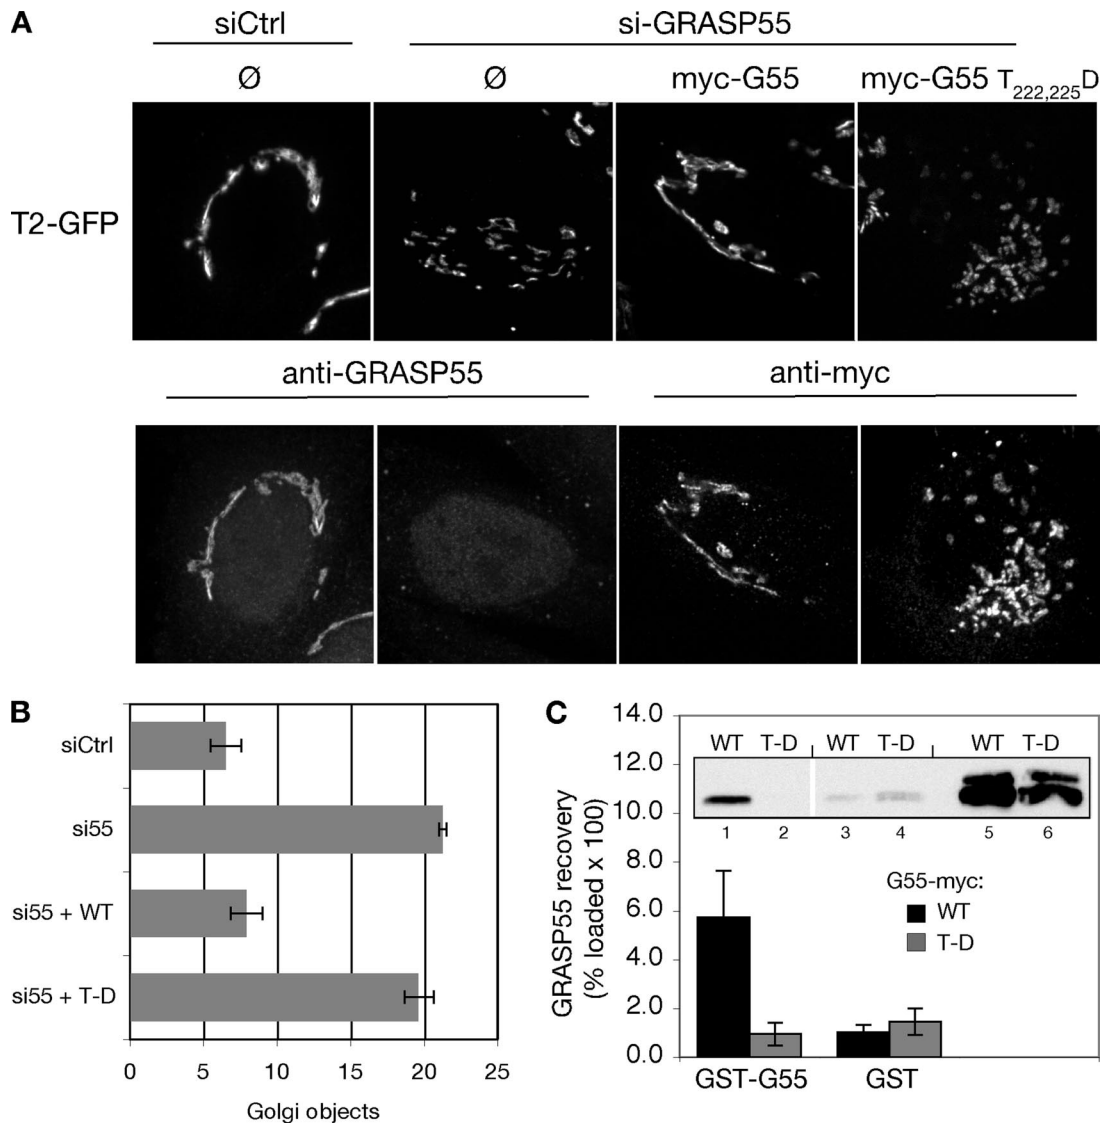 A
siCtrl
si-GRASP55
Ø
Ø
myc-G55
myc-G55 T222,225D
T2-GFP
anti-GRASP55
anti-myc
B
siCtrl
si55
si55 + WT
si55 + T-D
0
5
10
15
20
25
Golgi objects
C
GRASP55 recovery
(% loaded x 100)
14.0
12.0
10.0
8.0
6.0
4.0
2.0
0.0
WT T-D WT T-D WT T-D
1 2 3 4 5 6
G55-myc:
WT
T-D
GST-G55
GST